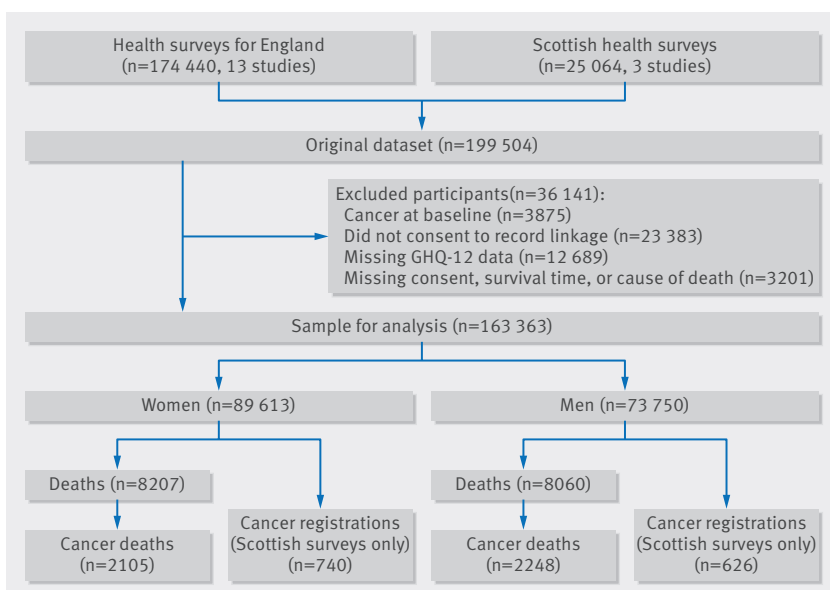 Health surveys for England
(n=174 440, 13 studies)
Scottish health surveys
(n=25 064, 3 studies)
Original dataset (n=199 504)
Excluded participants(n=36 141):
Cancer at baseline (n=3875)
Did not consent to record linkage (n=23 383)
Missing GHQ-12 data (n=12 689)
Missing consent, survival time, or cause of death (n=3201)
Sample for analysis (n=163 363)
Women (n=89 613)
Men (n=73 750)
Deaths (n=8207)
Cancer deaths
(n=2105)
Cancer registrations
(Scottish surveys only)
(n=740)
Deaths (n=8060)
Cancer deaths
(n=2248)
Cancer registrations
(Scottish surveys only)
(n=626)